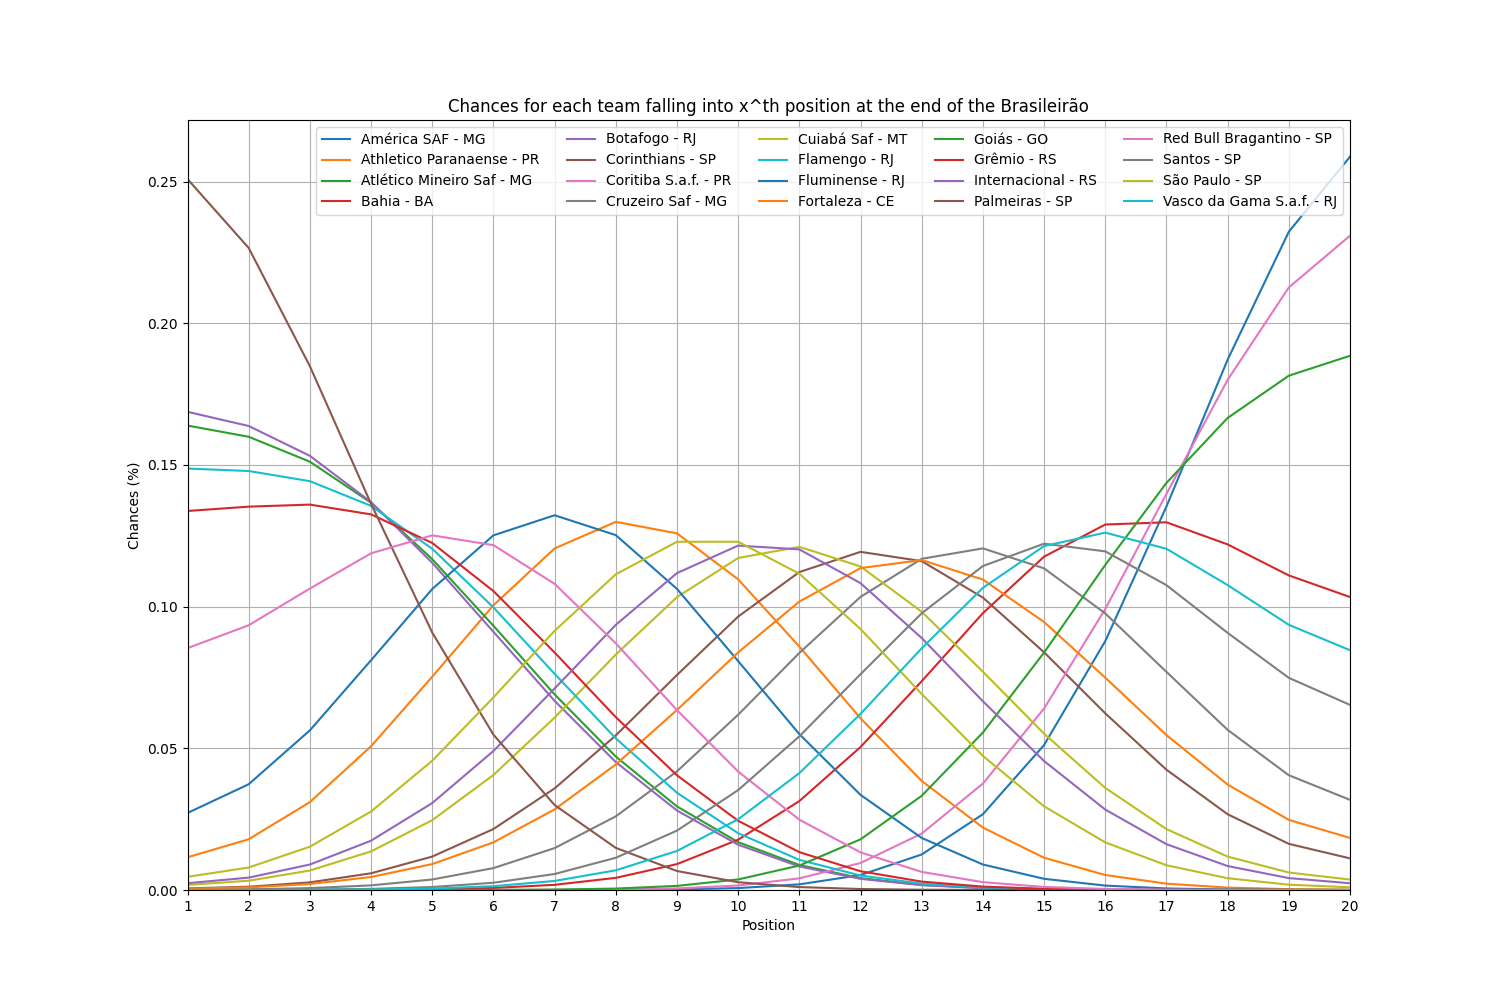 Chances for each team falling into x^th position at the end of the Brasileirão
América SAF - MG
Athletico Paranaense - PR
Atlético Mineiro Saf - MG
Bahia - BA
Botafogo - RJ
Corinthians - SP
Coritiba S.a.f. - PR
Cruzeiro Saf - MG
Cuiabá Saf - MT
Flamengo - RJ
Fluminense - RJ
Fortaleza - CE
Goiás - GO
Grêmio - RS
Internacional - RS
Palmeiras - SP
Red Bull Bragantino - SP
Santos - SP
São Paulo - SP
Vasco da Gama S.a.f. - RJ
Chances (%)
0.25
0.20
0.15
0.10
0.05
0.00
1 2 3 4 5 6 7 8 9 10 11 12 13 14 15 16 17 18 19 20
Position